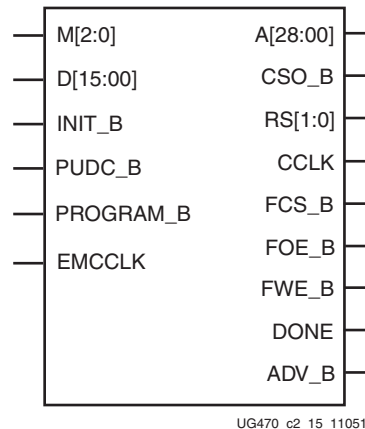 M[2:0]
D[15:00]
INIT_B
PUDC_B
PROGRAM_B
EMCCLK
A[28:00]
CSO_B
RS[1:0]
CCLK
FCS_B
FOE_B
FWE_B
DONE
ADV_B
UG470_c2_15_11051